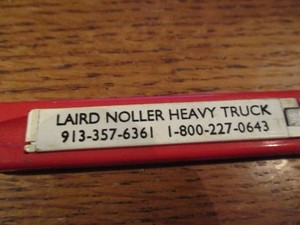 LAIRD NOLLER HEAVY TRUCK
913-357-6361 1-800-227-0643